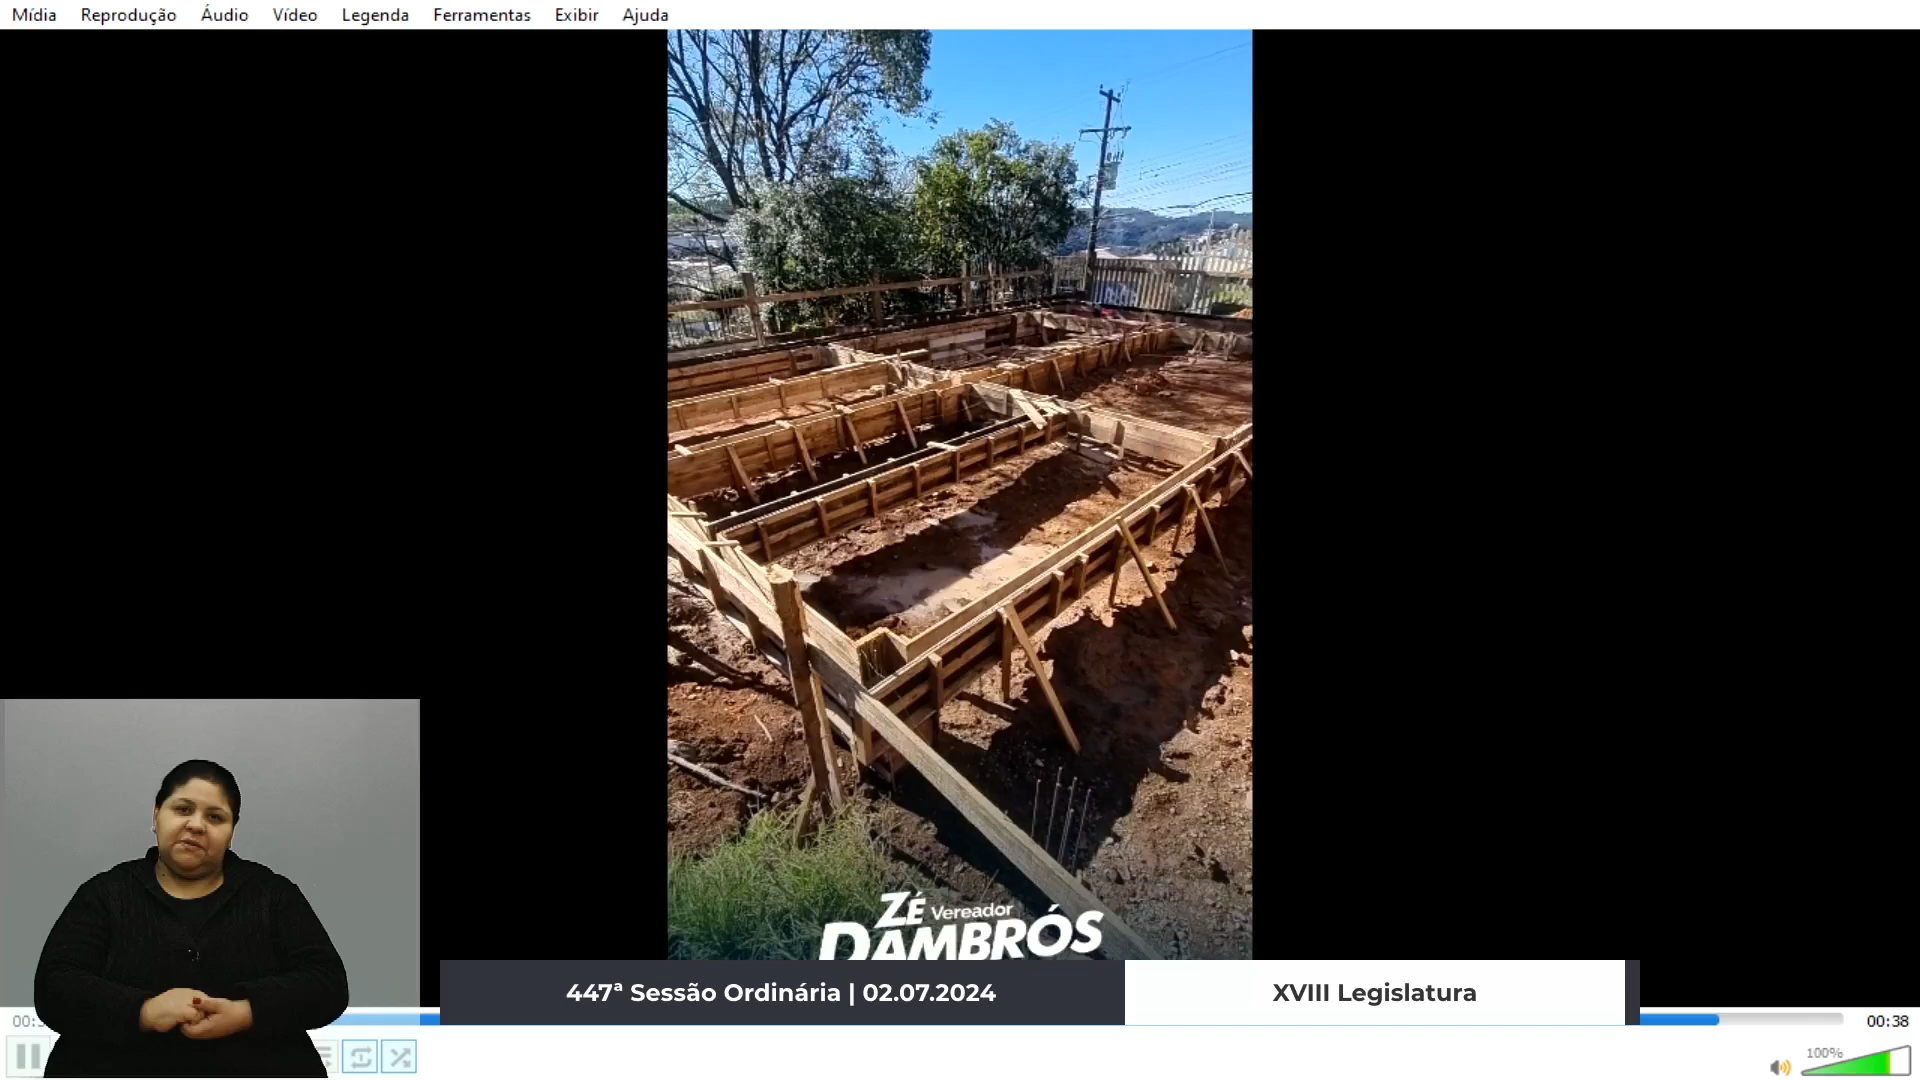 Mídia Reprodução Áudio Vídeo Legenda Ferramentas Exibir Ajuda
ZÉ Vereador
DAMBRÓS
447ª Sessão Ordinária | 02.07.2024
XVIII Legislatura
00:38
100%